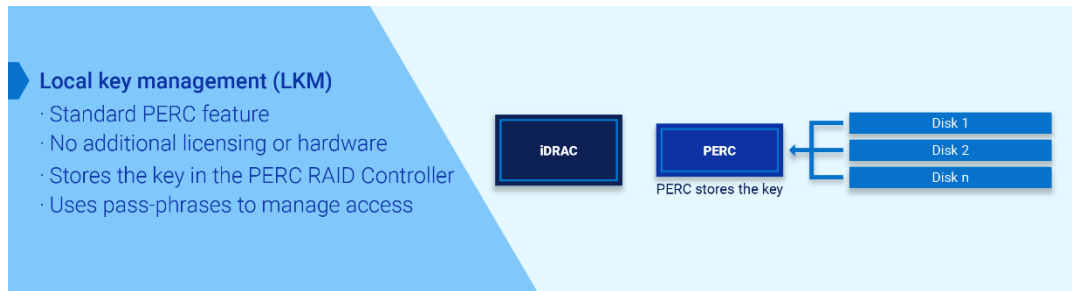 Local key management (LKM)
· Standard PERC feature
· No additional licensing or hardware
· Stores the key in the PERC RAID Controller
· Uses pass-phrases to manage access
iDRAC
PERC
PERC stores the key
Disk 1
Disk 2
Disk n